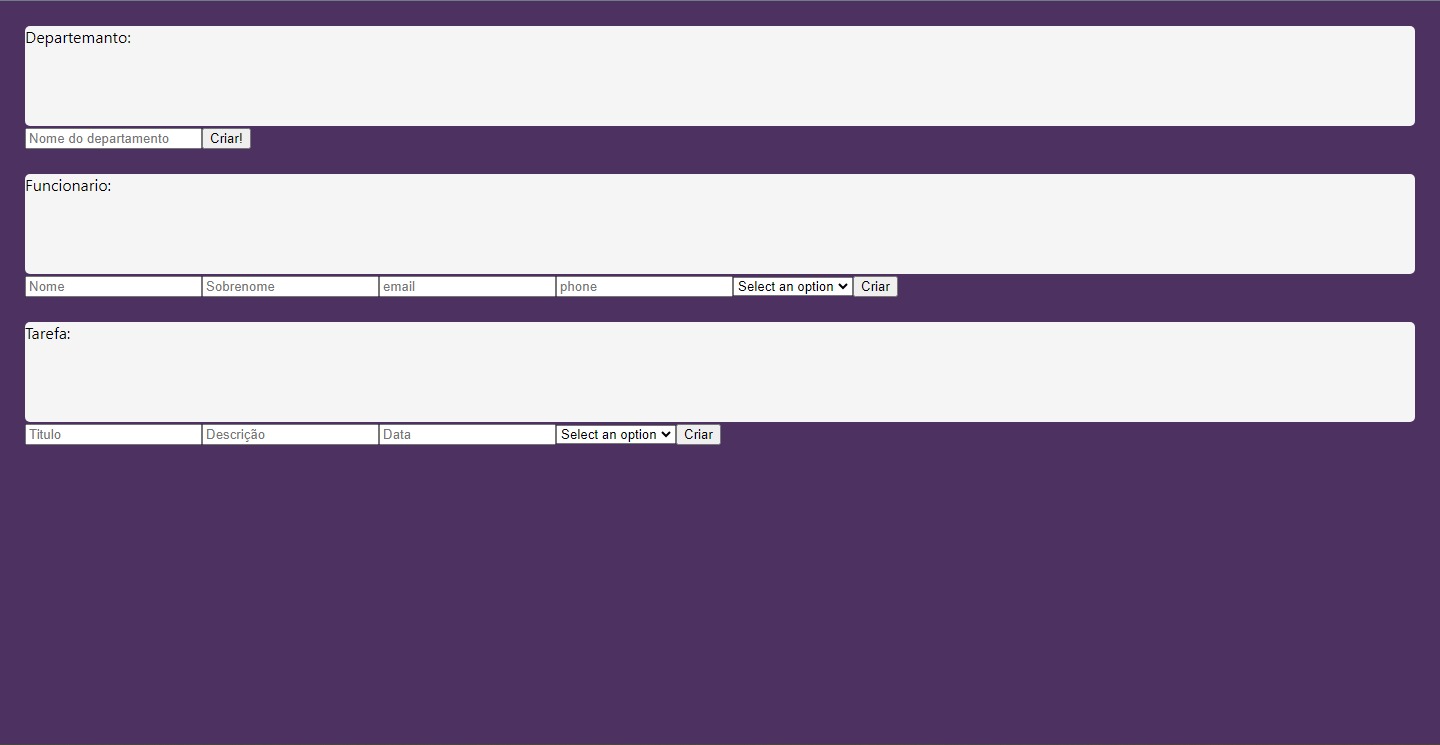 Departemanto:
Nome do departamento Criar!
Funcionario:
Nome Sobrenome email phone Select an option Criar
Tarefa:
Titulo Descrição Data Select an option Criar